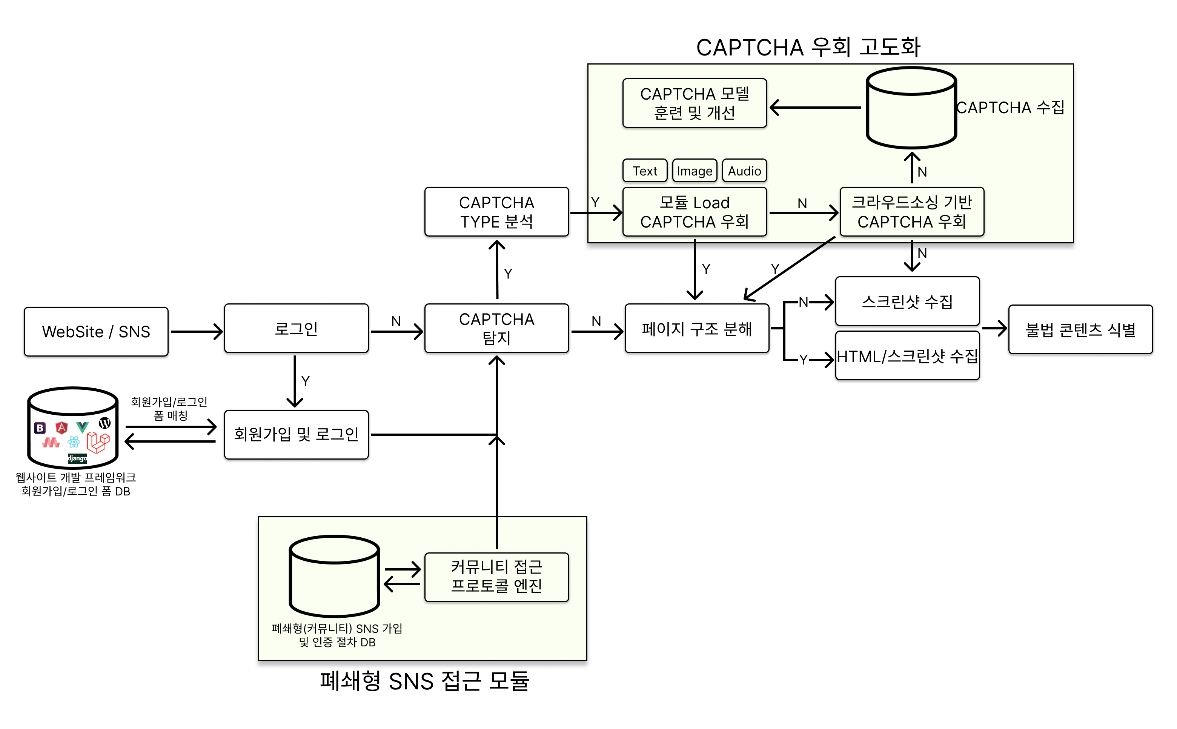 CAPTCHA 우회 고도화
CAPTCHA 모델
훈련 및 개선
CAPTCHA 수집
Text
Image
Audio
N
CAPTCHA
TYPE 분석
Y
모듈 Load
CAPTCHA 우회
N
크라우드소싱 기반
CAPTCHA 우회
Y
Y
Y
N
WebSite / SNS
로그인
N
CAPTCHA
탐지
N
페이지 구조 분해
N
스크린샷 수집
Y
HTML/스크린샷 수집
불법 콘텐츠 식별
Y
회원가입/로그인
폼 매칭
회원가입 및 로그인
B
A
W
django
웹사이트 개발 프레임워크
회원가입/로그인 폼 DB
커뮤니티 접근
프로토콜 엔진
폐쇄형(커뮤니티) SNS 가입
및 인증 절차 DB
폐쇄형 SNS 접근 모듈